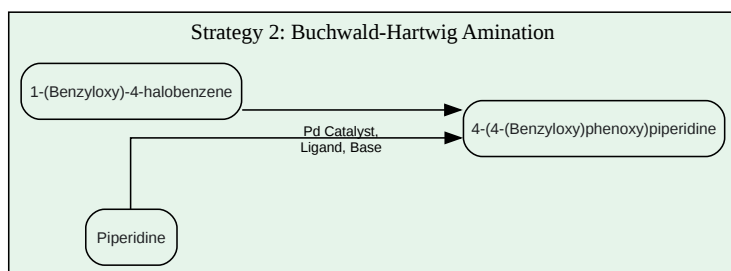 Strategy 2: Buchwald-Hartwig Amination
1-(Benzyloxy)-4-halobenzene
4-(4-(Benzyloxy)phenoxy)piperidine
Pd Catalyst,
Ligand, Base
Piperidine